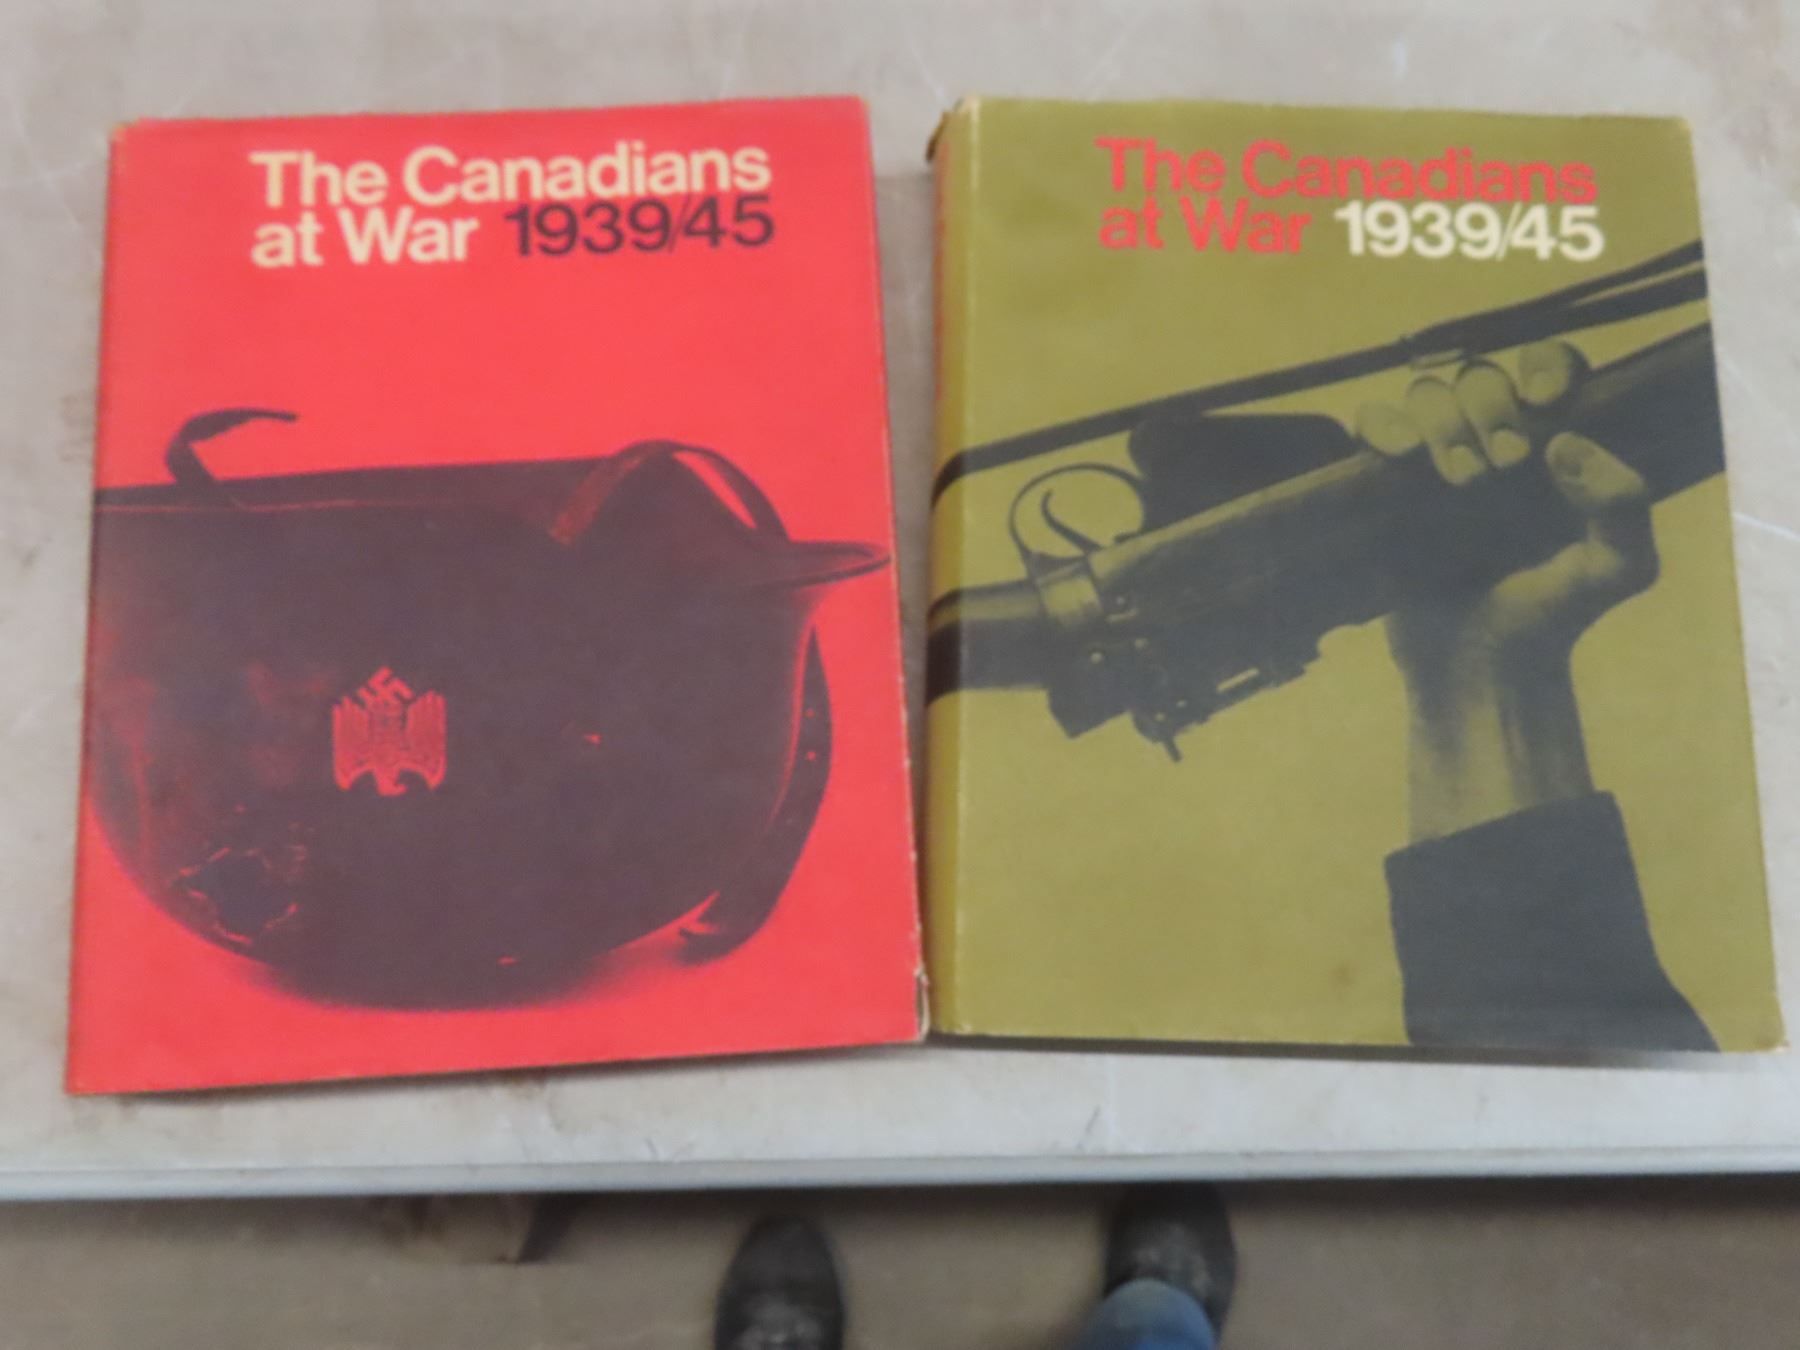 The Canadians
at War 1939/45
The Canadians
at War 1939/45